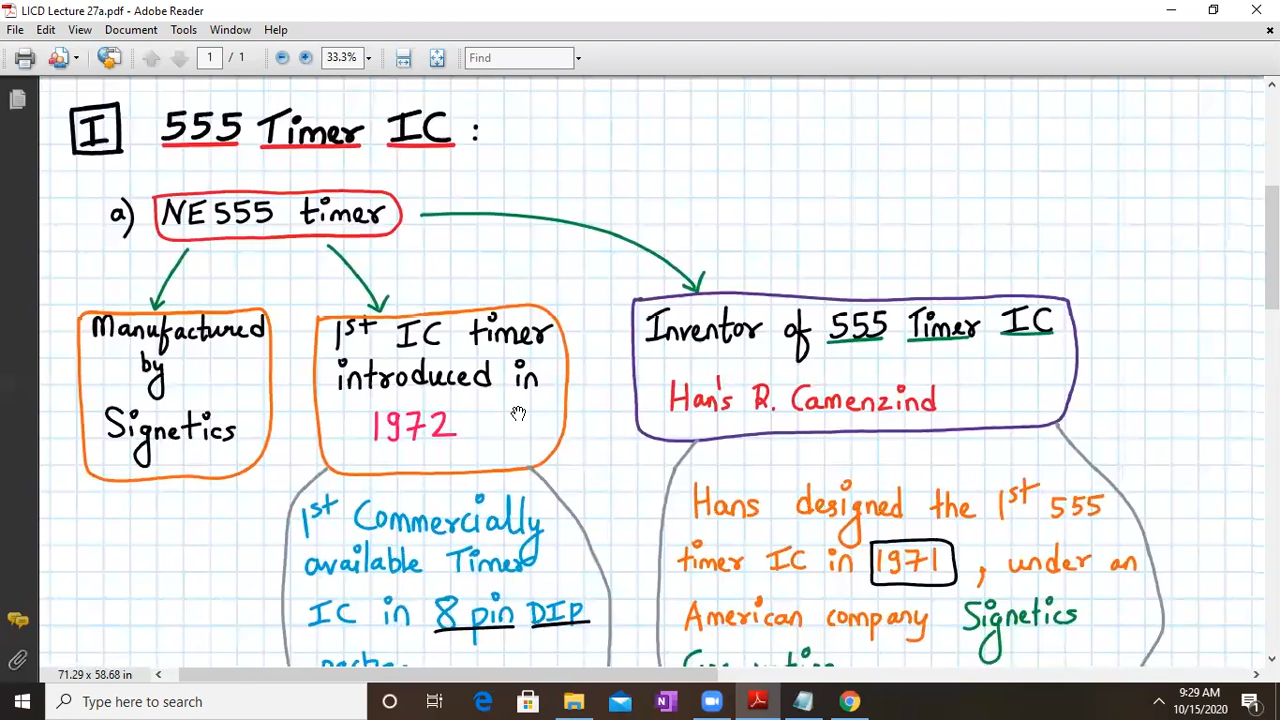 LICD Lecture 27a.pdf - Adobe Reader
File Edit View Document Tools Window Help
1 / 1 33.3% Find
I 555 Timer IC :
a) NE555 timer
Manufactured
by
Signetics
1st IC timer
introduced in
1972
Inventor of 555 Timer IC
Han's R. Camenzind
1st Commercially
available Timer
IC in 8 pin DIP
Hans designed the 1st 555
timer IC in 1971 , under an
American company Signetics
71.29 x 58.68 in
Type here to search
9:29 AM
10/15/2020
1